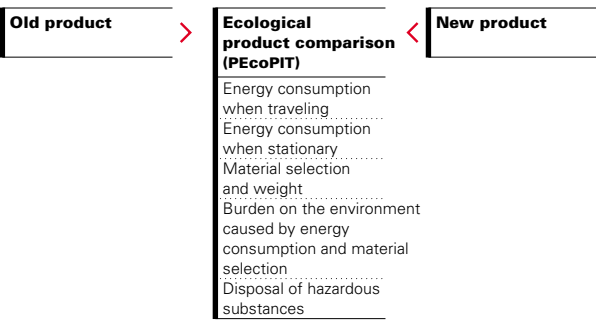 Old product
Ecological
product comparison
(PEcoPIT)
New product
Energy consumption
when traveling
Energy consumption
when stationary
Material selection
and weight
Burden on the environment
caused by energy
consumption and material
selection
Disposal of hazardous
substances